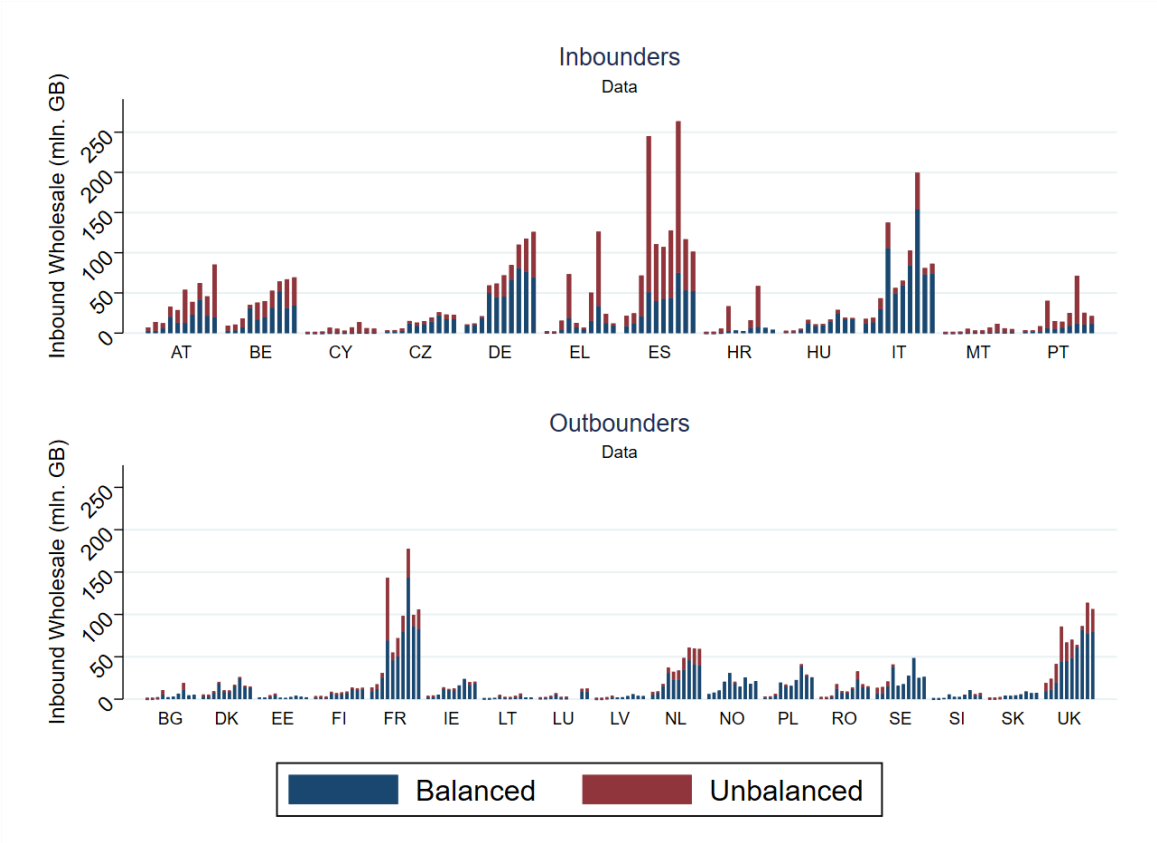 Inbounders
Data
Inbound Wholesale (mln. GB)
250
200
150
100
50
0
AT BE CY CZ DE EL ES HR HU IT MT PT
Outbounders
Data
Inbound Wholesale (mln. GB)
250
200
150
100
50
0
BG DK EE FI FR IE LT LU LV NL NO PL RO SE SI SK UK
Balanced Unbalanced